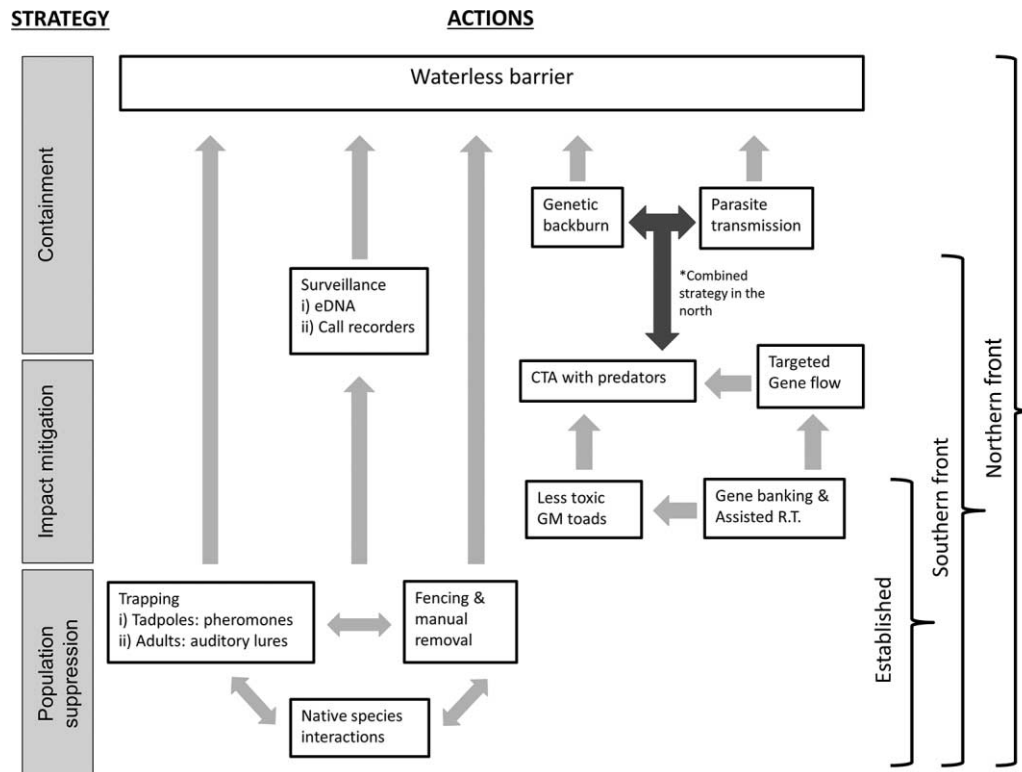 STRATEGY
ACTIONS
Containment
Impact mitigation
Population
suppression
Waterless barrier
Genetic
backburn
Parasite
transmission
Surveillance
i) eDNA
ii) Call recorders
*Combined
strategy in the
north
CTA with predators
Targeted
Gene flow
Less toxic
GM toads
Gene banking &
Assisted R.T.
Trapping
i) Tadpoles: pheromones
ii) Adults: auditory lures
Fencing &
manual
removal
Native species
interactions
Established
Southern front
Northern front